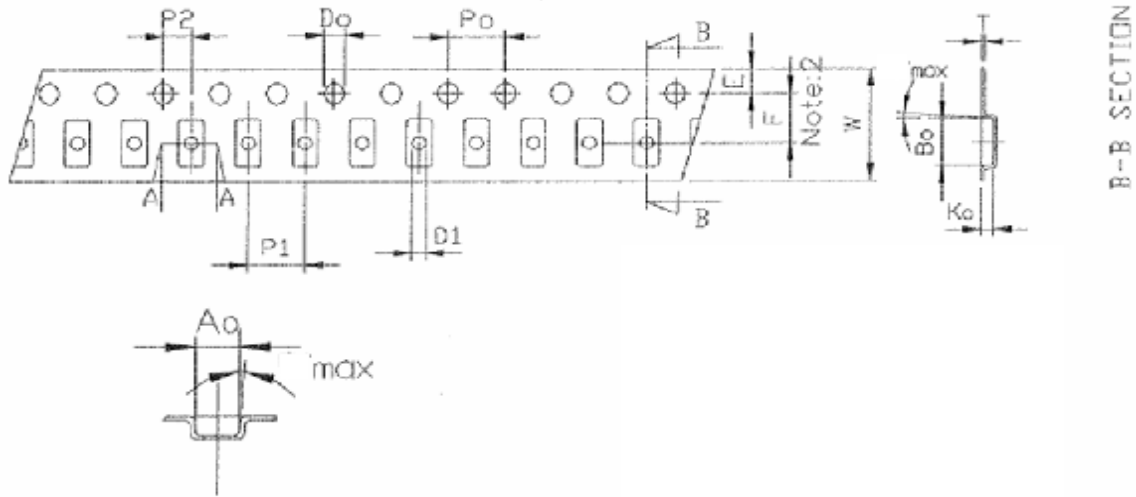 P2
Do
Po
B
T
E
F
Note:2
W
max
Bo
Ko
B-B SECTION
A
A
B
P1
D1
Ao
max